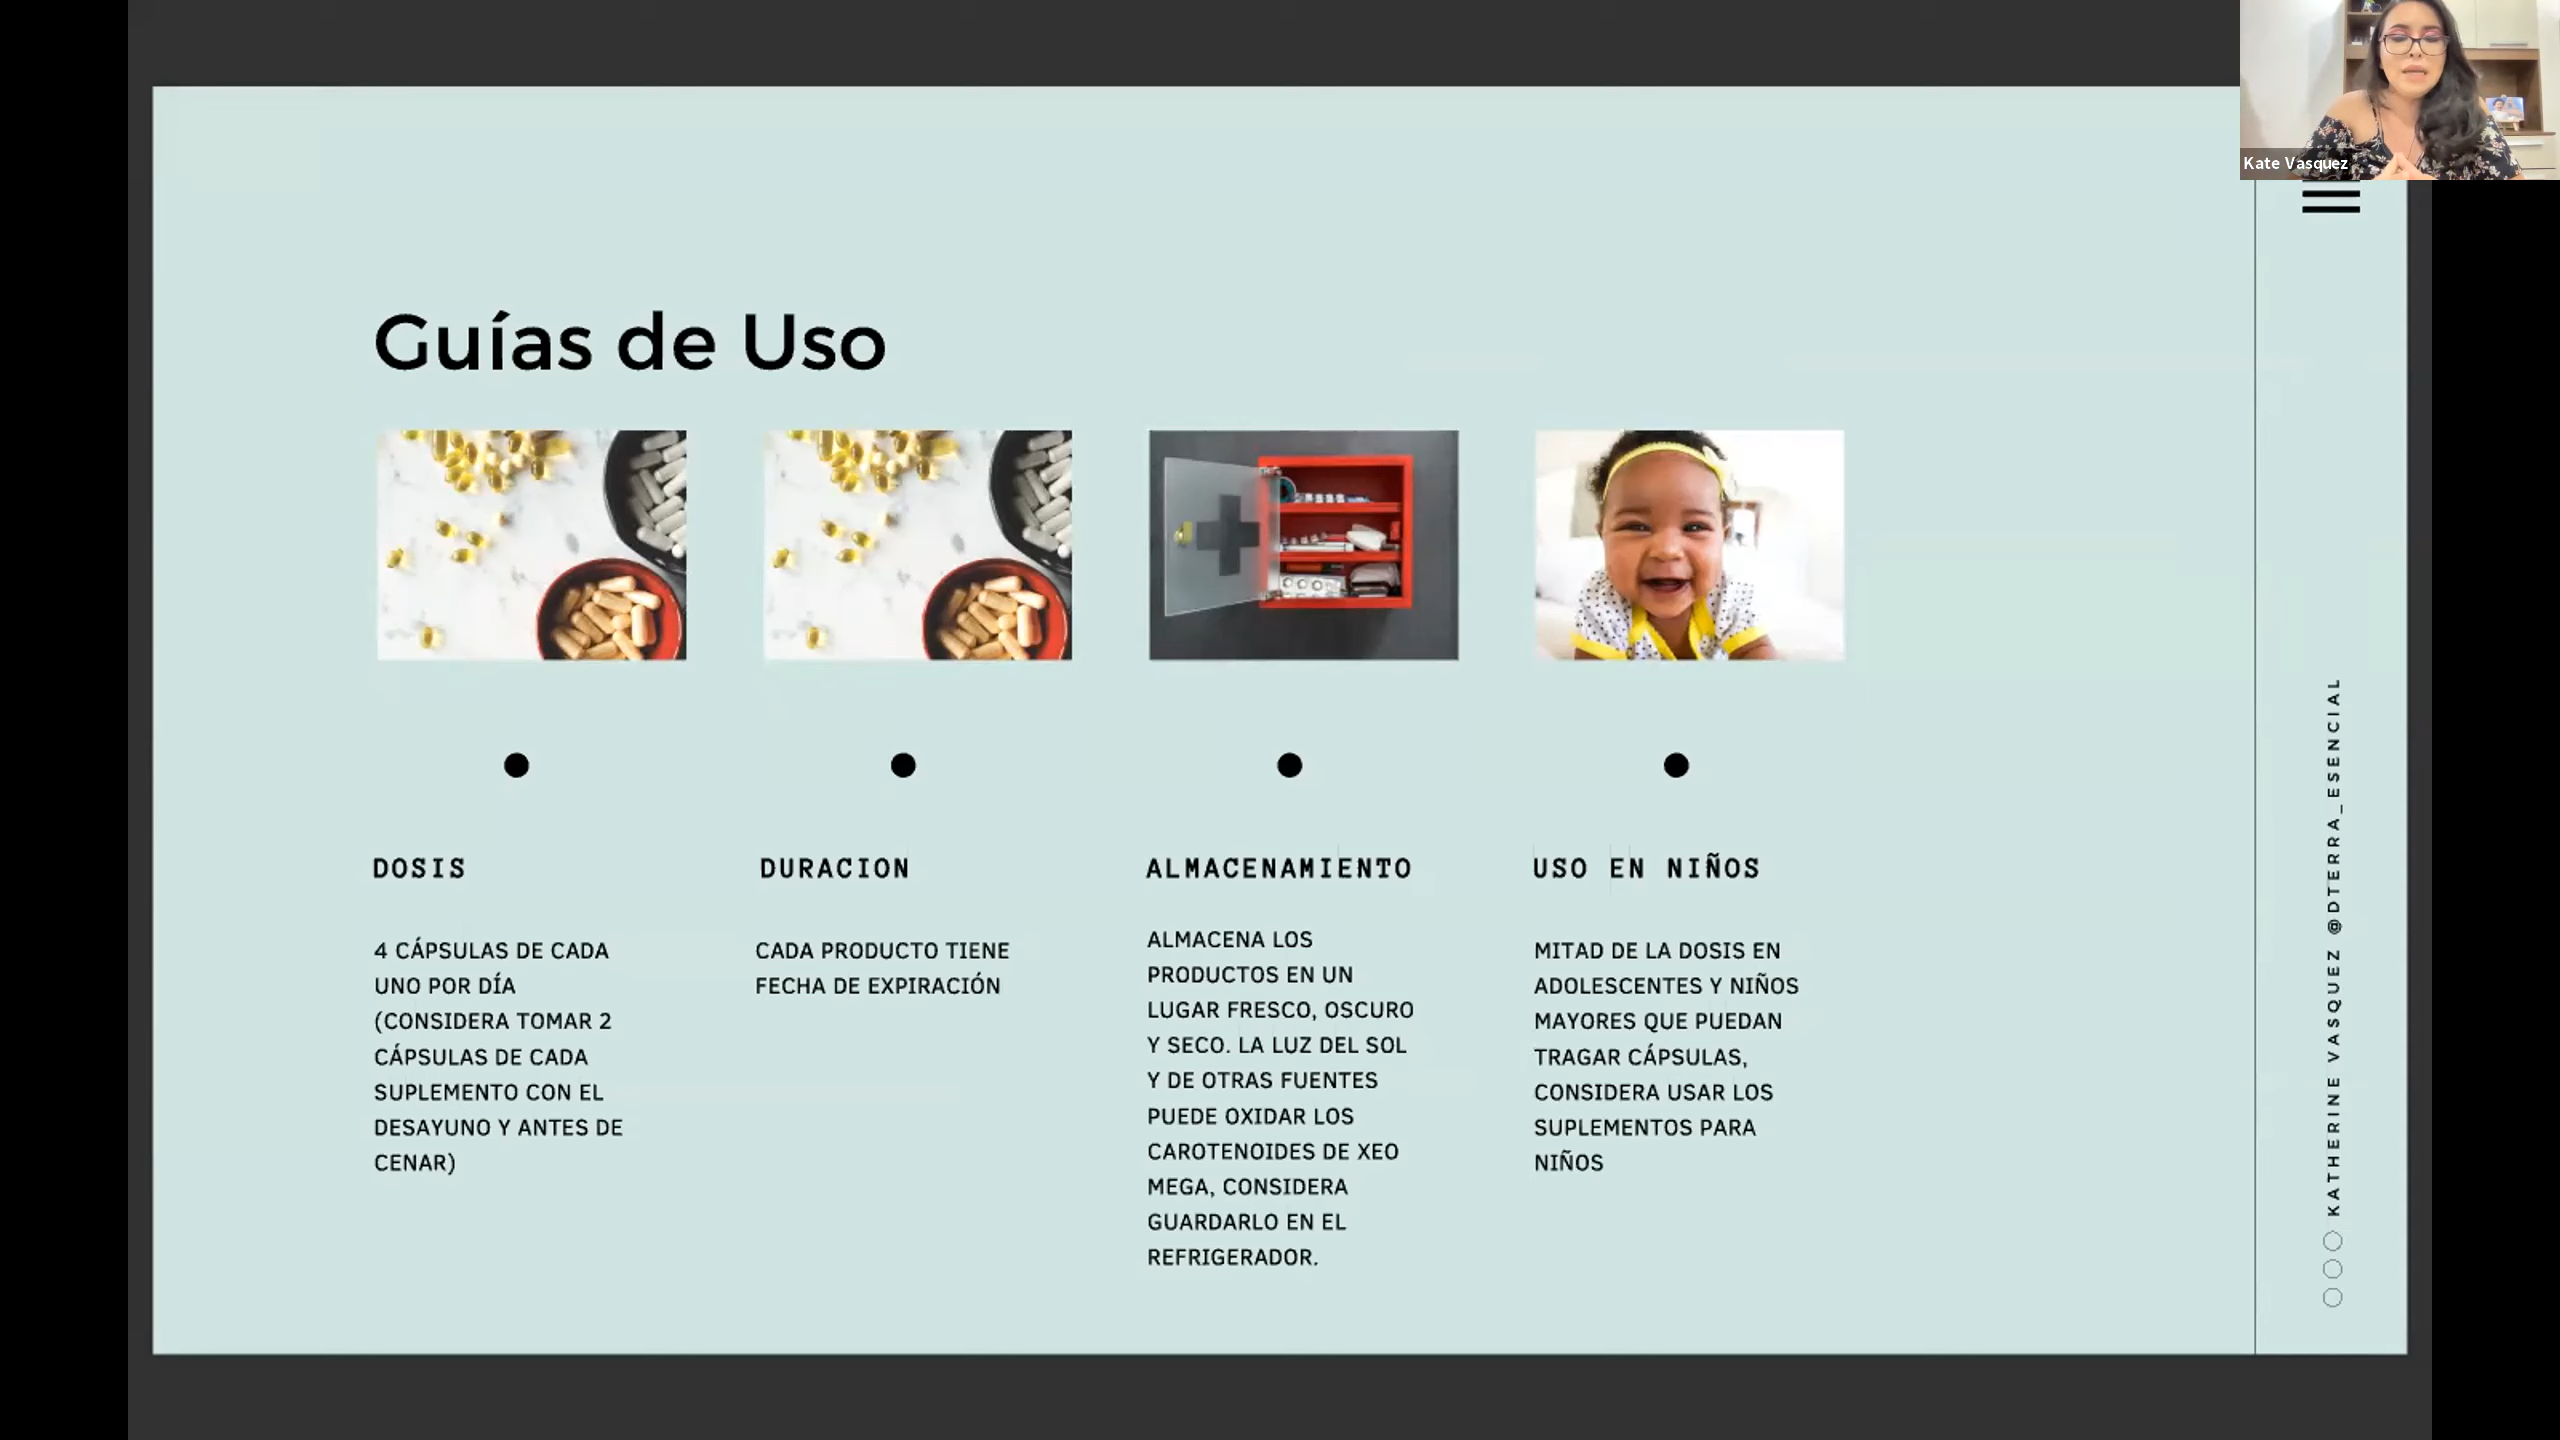 Kate Vasquez
Guías de Uso
DOSIS
4 CÁPSULAS DE CADA
UNO POR DÍA
(CONSIDERA TOMAR 2
CÁPSULAS DE CADA
SUPLEMENTO CON EL
DESAYUNO Y ANTES DE
CENAR)
DURACION
CADA PRODUCTO TIENE
FECHA DE EXPIRACIÓN
ALMACENAMIENTO
ALMACENA LOS
PRODUCTOS EN UN
LUGAR FRESCO, OSCURO
Y SECO. LA LUZ DEL SOL
Y DE OTRAS FUENTES
PUEDE OXIDAR LOS
CAROTENOIDES DE XEO
MEGA, CONSIDERA
GUARDARLO EN EL
REFRIGERADOR.
USO EN NIÑOS
MITAD DE LA DOSIS EN
ADOLESCENTES Y NIÑOS
MAYORES QUE PUEDAN
TRAGAR CÁPSULAS,
CONSIDERA USAR LOS
SUPLEMENTOS PARA
NIÑOS
KATHERINE VASQUEZ @DTERRA_ESENCIAL